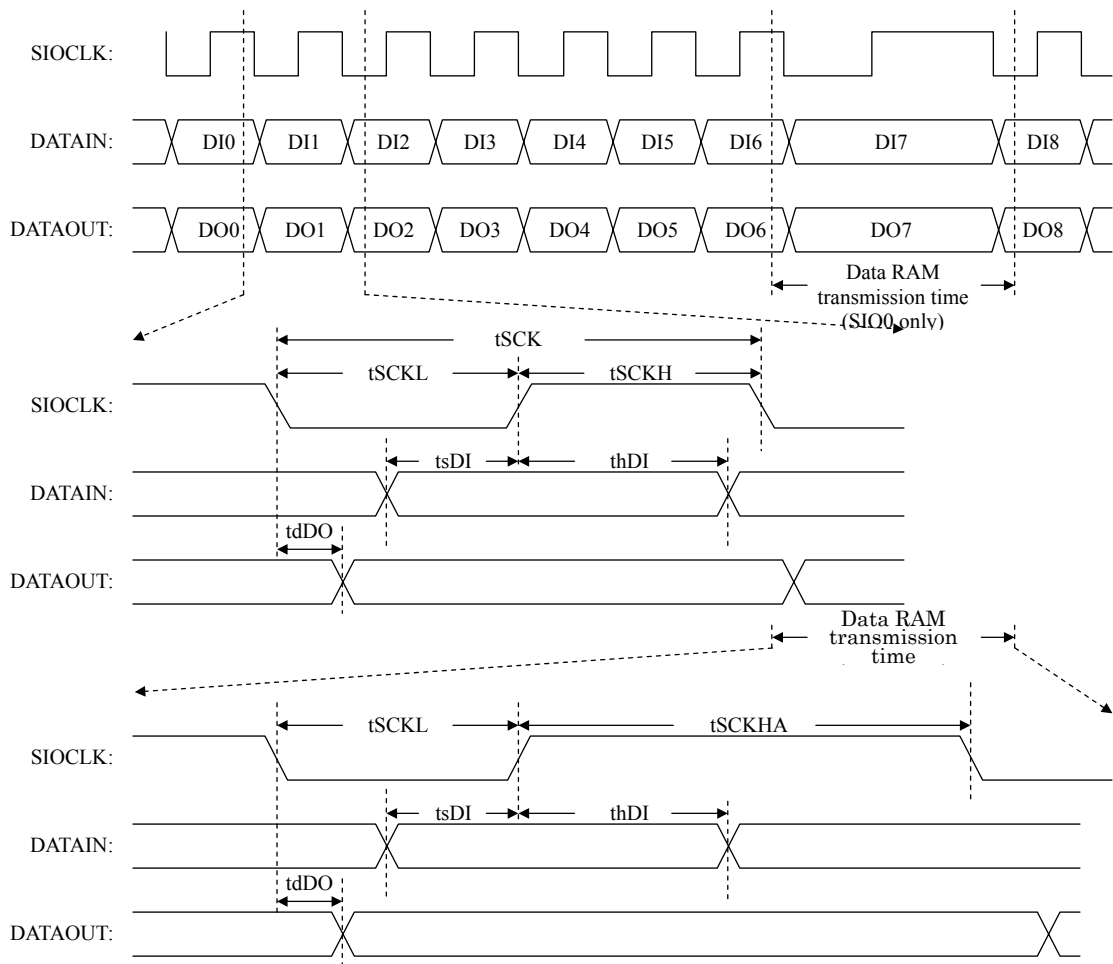 SIOCLK:
DATAIN: DI0 DI1 DI2 DI3 DI4 DI5 DI6 DI7 DI8
DATAOUT: DO0 DO1 DO2 DO3 DO4 DO5 DO6 DO7 DO8
Data RAM
transmission time
(SIO0 only)
tSCK
tSCKL tSCKH
SIOCLK:
tsDI thDI
DATAIN:
tdDO
DATAOUT:
Data RAM
transmission
time
tSCKL tSCKHA
SIOCLK:
tsDI thDI
DATAIN:
tdDO
DATAOUT: